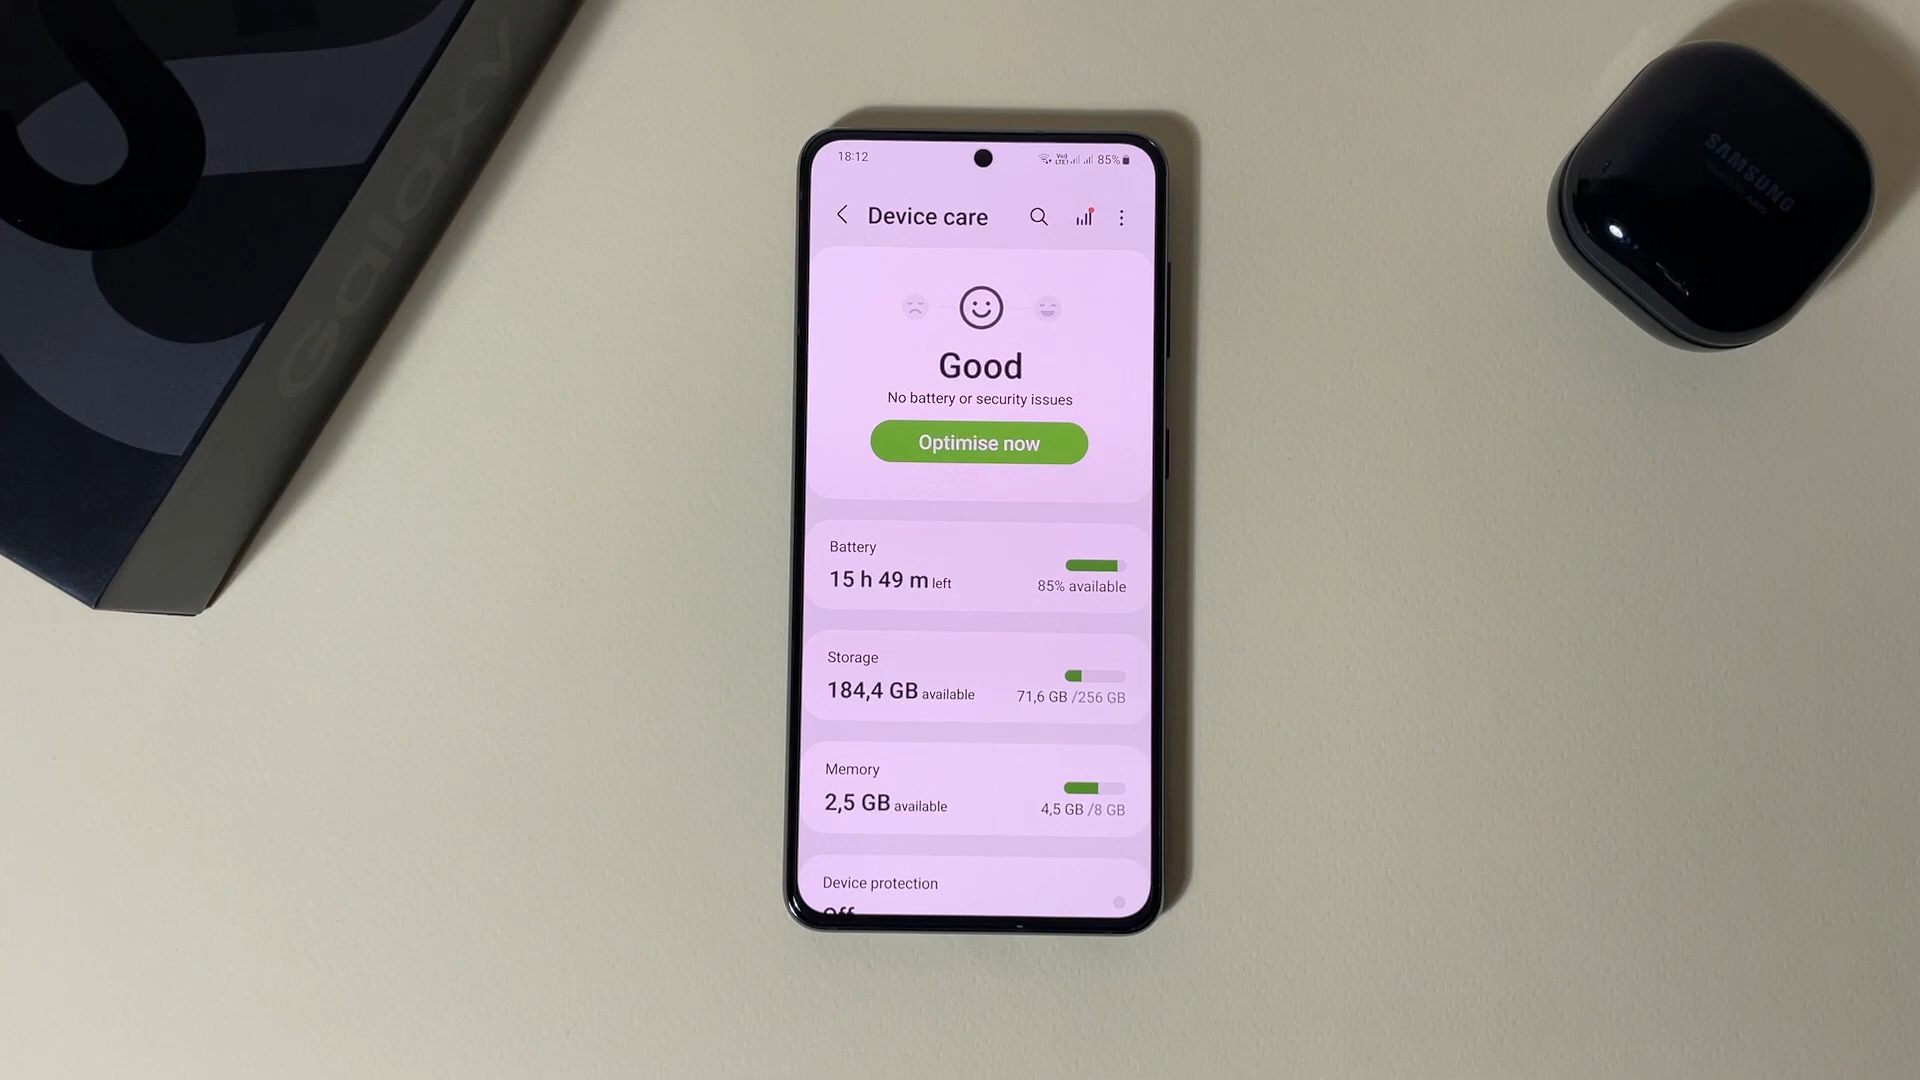 Galaxy
SAMSUNG
18:12
85%
Device care
Good
No battery or security issues
Optimise now
Battery
15 h 49 m left
85% available
Storage
184,4 GB available
71,6 GB /256 GB
Memory
2,5 GB available
4,5 GB /8 GB
Device protection
Off